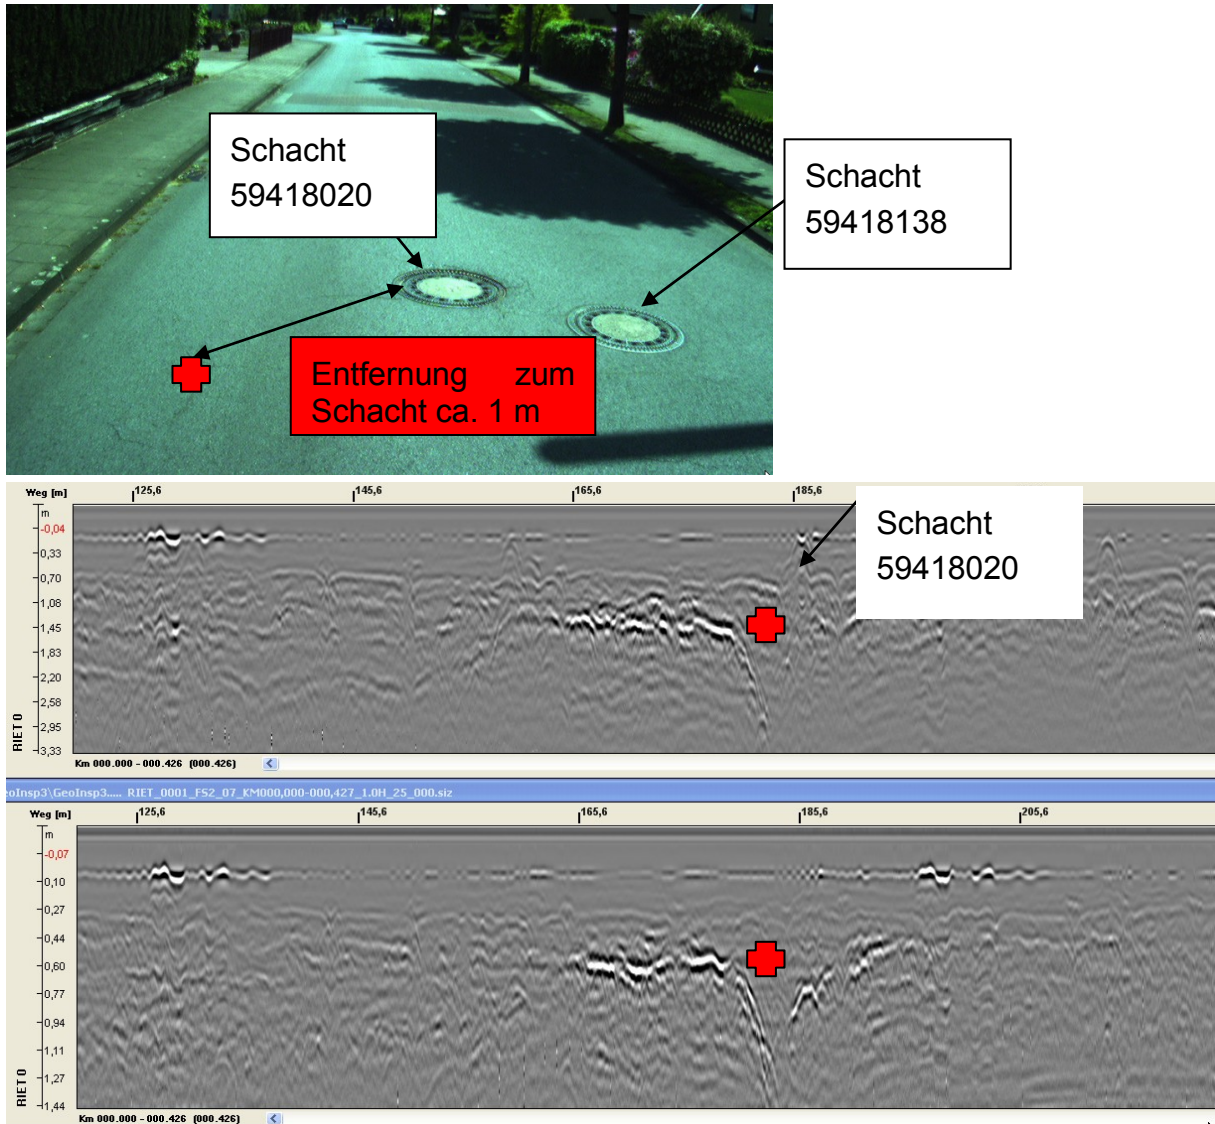 Schacht
59418020
Schacht
59418138
Entfernung zum
Schacht ca. 1 m
Weg [m]
125,6
145,6
165,6
185,6
Schacht
59418020
m
-0,04
0,33
0,70
1,08
1,45
1,83
2,20
2,58
2,95
3,33
RIET 0
Km 000.000 - 000.426 (000.426)
oInsp3\GeoInsp3..... RIET_0001_FS2_07_KM000,000-000,427_1.0H_25_000.siz
Weg [m]
125,6
145,6
165,6
185,6
205,6
m
-0,07
0,10
0,27
0,44
0,60
0,77
0,94
1,11
1,27
1,44
RIET 0
Km 000.000 - 000.426 (000.426)